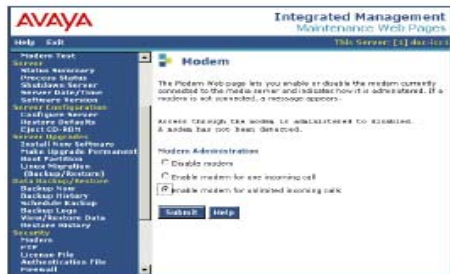 AVAYA
Integrated Management
Maintenance Web Pages
Help Exit
This Server: [1]
Modem Test
Server
Status Summary
Process Status
Shutdown Server
Server Date/Time
Software Version
Server Configuration
Configure Server
Restore Defaults
Eject CD-ROM
Server Upgrades
Install New Software
Make Upgrade Permanent
Boot Partition
Linux Migration
(Backup/Restore)
Data Backup/Restore
Backup Now
Backup History
Schedule Backup
Backup Logs
View/Restore Data
Restore History
Security
Modem
FTP
License File
Authentication File
Firewall
Modem
The Modem Web page lets you enable or disable the modem currently
connected to the media server and indicates how it is administered. If a
modem is not connected, a message appears.
Access through the modem is administered to disabled.
A modem has not been detected.
Modem Administration
Disable modem
Enable modem for one incoming call
Enable modem for unlimited incoming calls
Submit Help